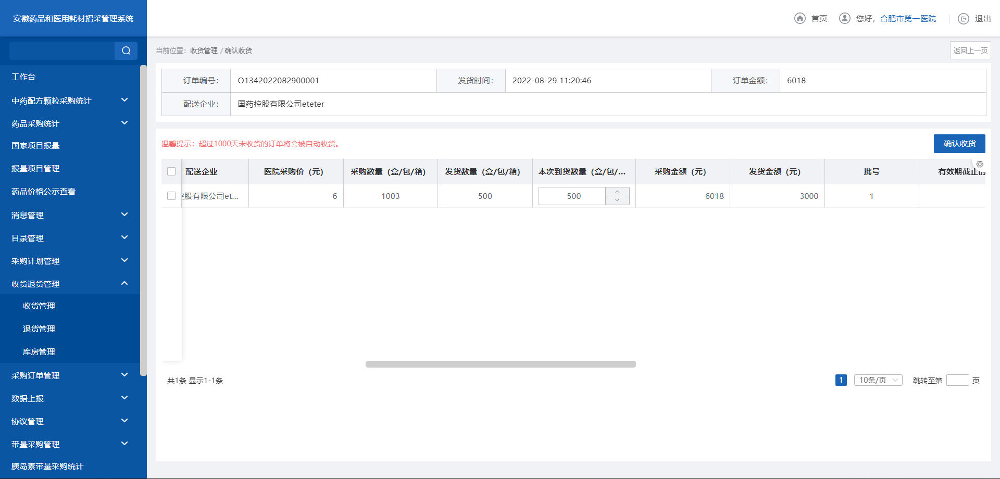 安徽药品和医用耗材招采管理系统
首页
您好，合肥市第一医院
退出
当前位置：收货管理 / 确认收货
返回上一页
工作台
中药配方颗粒采购统计
药品采购统计
国家项目报量
报量项目管理
药品价格公示查看
消息管理
目录管理
采购计划管理
收货退货管理
收货管理
退货管理
库房管理
采购订单管理
数据上报
协议管理
带量采购管理
胰岛素带量采购统计
订单编号： O1342022082900001 发货时间： 2022-08-29 11:20:46 订单金额： 6018
配送企业： 国药控股有限公司eteter
温馨提示：超过1000天未收货的订单将会被自动收货。
确认收货
配送企业 医院采购价（元） 采购数量（盒/包/箱） 发货数量（盒/包/箱） 本次到货数量（盒/包/... 采购金额（元） 发货金额（元） 批号 有效期截止
股有限公司et... 6 1003 500 500 6018 3000 1
共1条 显示1-1条
1 10条/页 跳转至第 页